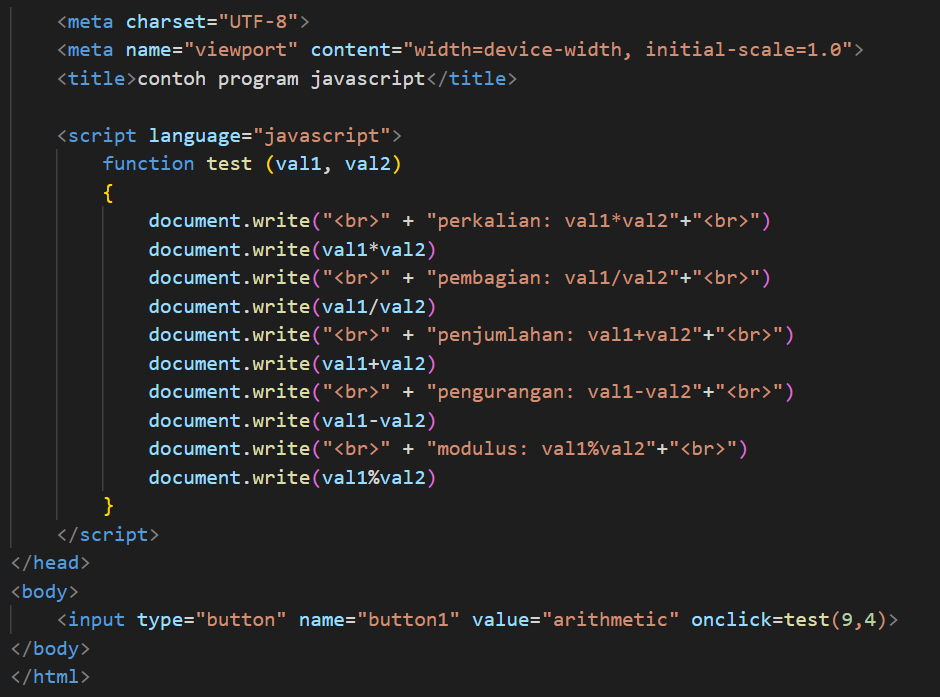 <meta charset="UTF-8">
<meta name="viewport" content="width=device-width, initial-scale=1.0">
<title>contoh program javascript</title>
<script language="javascript">
function test (val1, val2)
{
document.write("<br>" + "perkalian: val1*val2"+"<br>")
document.write(val1*val2)
document.write("<br>" + "pembagian: val1/val2"+"<br>")
document.write(val1/val2)
document.write("<br>" + "penjumlahan: val1+val2"+"<br>")
document.write(val1+val2)
document.write("<br>" + "pengurangan: val1-val2"+"<br>")
document.write(val1-val2)
document.write("<br>" + "modulus: val1%val2"+"<br>")
document.write(val1%val2)
}
</script>
</head>
<body>
<input type="button" name="button1" value="arithmetic" onclick=test(9,4)>
</body>
</html>